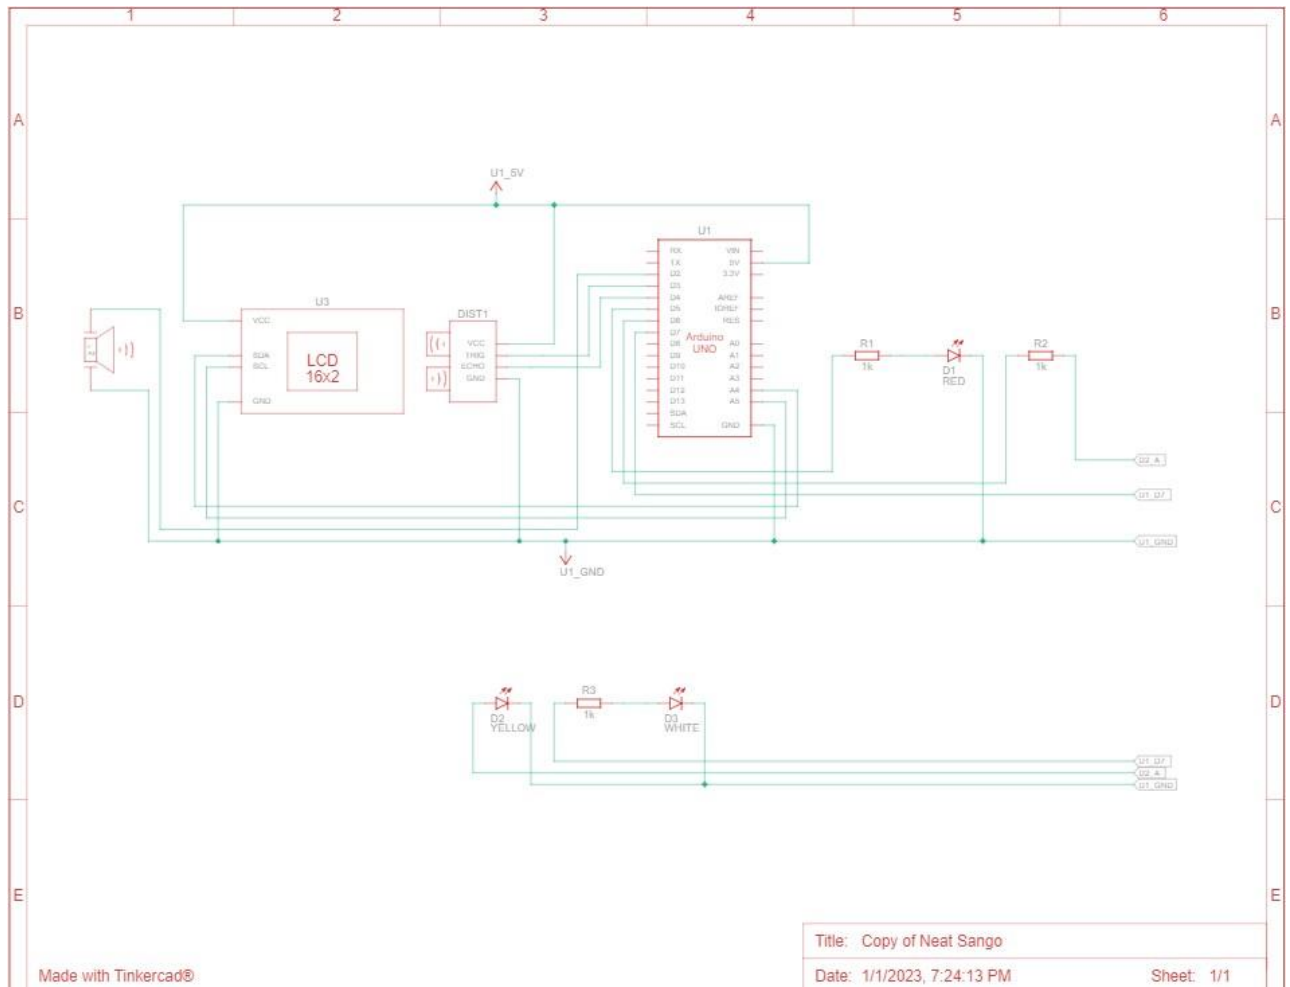 1 2 3 4 5 6
A A
U1_5V
U1
RX VIN
TX 5V
D2 3.3V
D3
D4 AREF
D5 IOREF
D6 RES
D7
D8 A0
D9 A1
D10 A2
D11 A3
D12 A4
D13 A5
SDA
SCL GND
Arduino
UNO
B B
U3
VCC
SDA
SCL
GND
LCD
16x2
DIST1
VCC
TRIG
ECHO
GND
R1
1k
D1
RED
R2
1k
D2_A
U1_D7
U1_GND
C C
U1_GND
D D
D2
YELLOW
R3
1k
D3
WHITE
U1_D7
D2_A
U1_GND
E E
Title: Copy of Neat Sango
Made with Tinkercad®
Date: 1/1/2023, 7:24:13 PM Sheet: 1/1